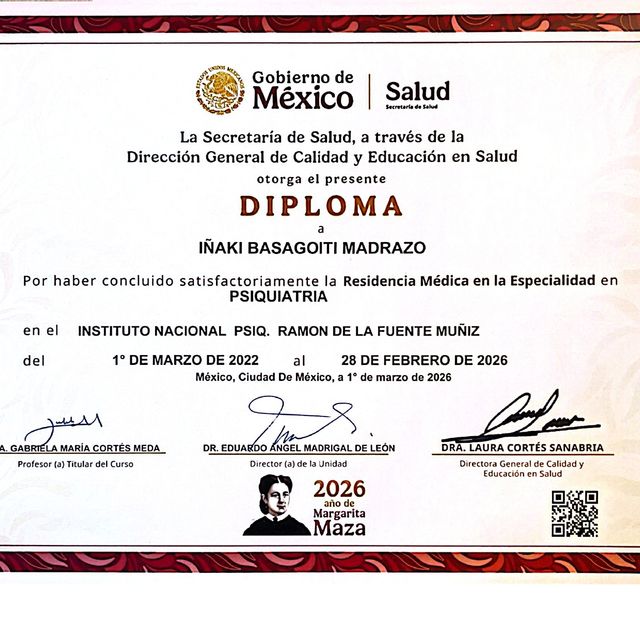 ESTADOS UNIDOS MEXICANOS
Gobierno de
México
Salud
Secretaría de Salud
La Secretaría de Salud, a través de la
Dirección General de Calidad y Educación en Salud
otorga el presente
DIPLOMA
a
IÑAKI BASAGOITI MADRAZO
Por haber concluido satisfactoriamente la Residencia Médica en la Especialidad en
PSIQUIATRIA
en el INSTITUTO NACIONAL PSIQ. RAMON DE LA FUENTE MUÑIZ
del 1° DE MARZO DE 2022 al 28 DE FEBRERO DE 2026
México, Ciudad De México, a 1° de marzo de 2026
A. GABRIELA MARÍA CORTÉS MEDA
Profesor (a) Titular del Curso
DR. EDUARDO ÁNGEL MADRIGAL DE LEÓN
Director (a) de la Unidad
DRA. LAURA CORTÉS SANABRIA
Directora General de Calidad y
Educación en Salud
2026
año de
Margarita
Maza